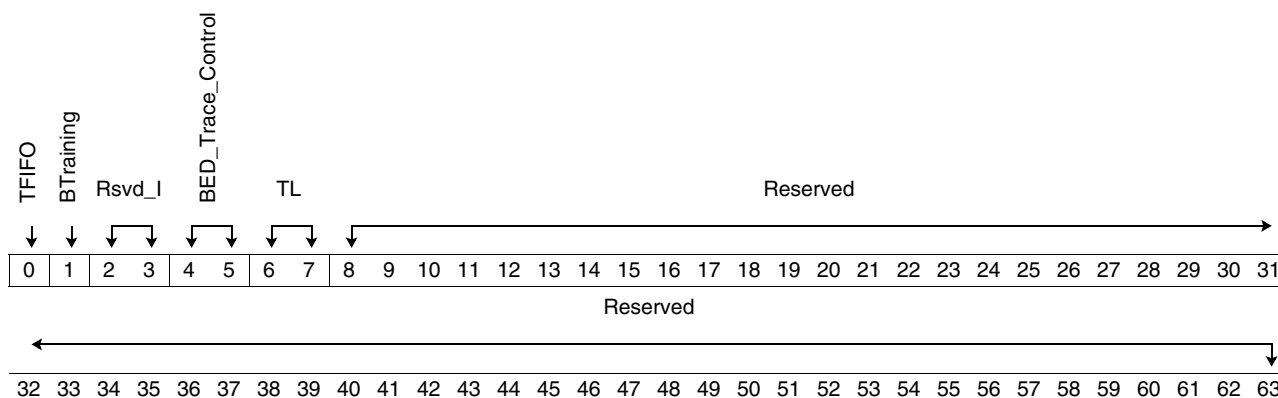 TFIFO
BTraining
Rsvd_I
BED_Trace_Control
TL
Reserved
0 1 2 3 4 5 6 7 8 9 10 11 12 13 14 15 16 17 18 19 20 21 22 23 24 25 26 27 28 29 30 31
Reserved
32 33 34 35 36 37 38 39 40 41 42 43 44 45 46 47 48 49 50 51 52 53 54 55 56 57 58 59 60 61 62 63